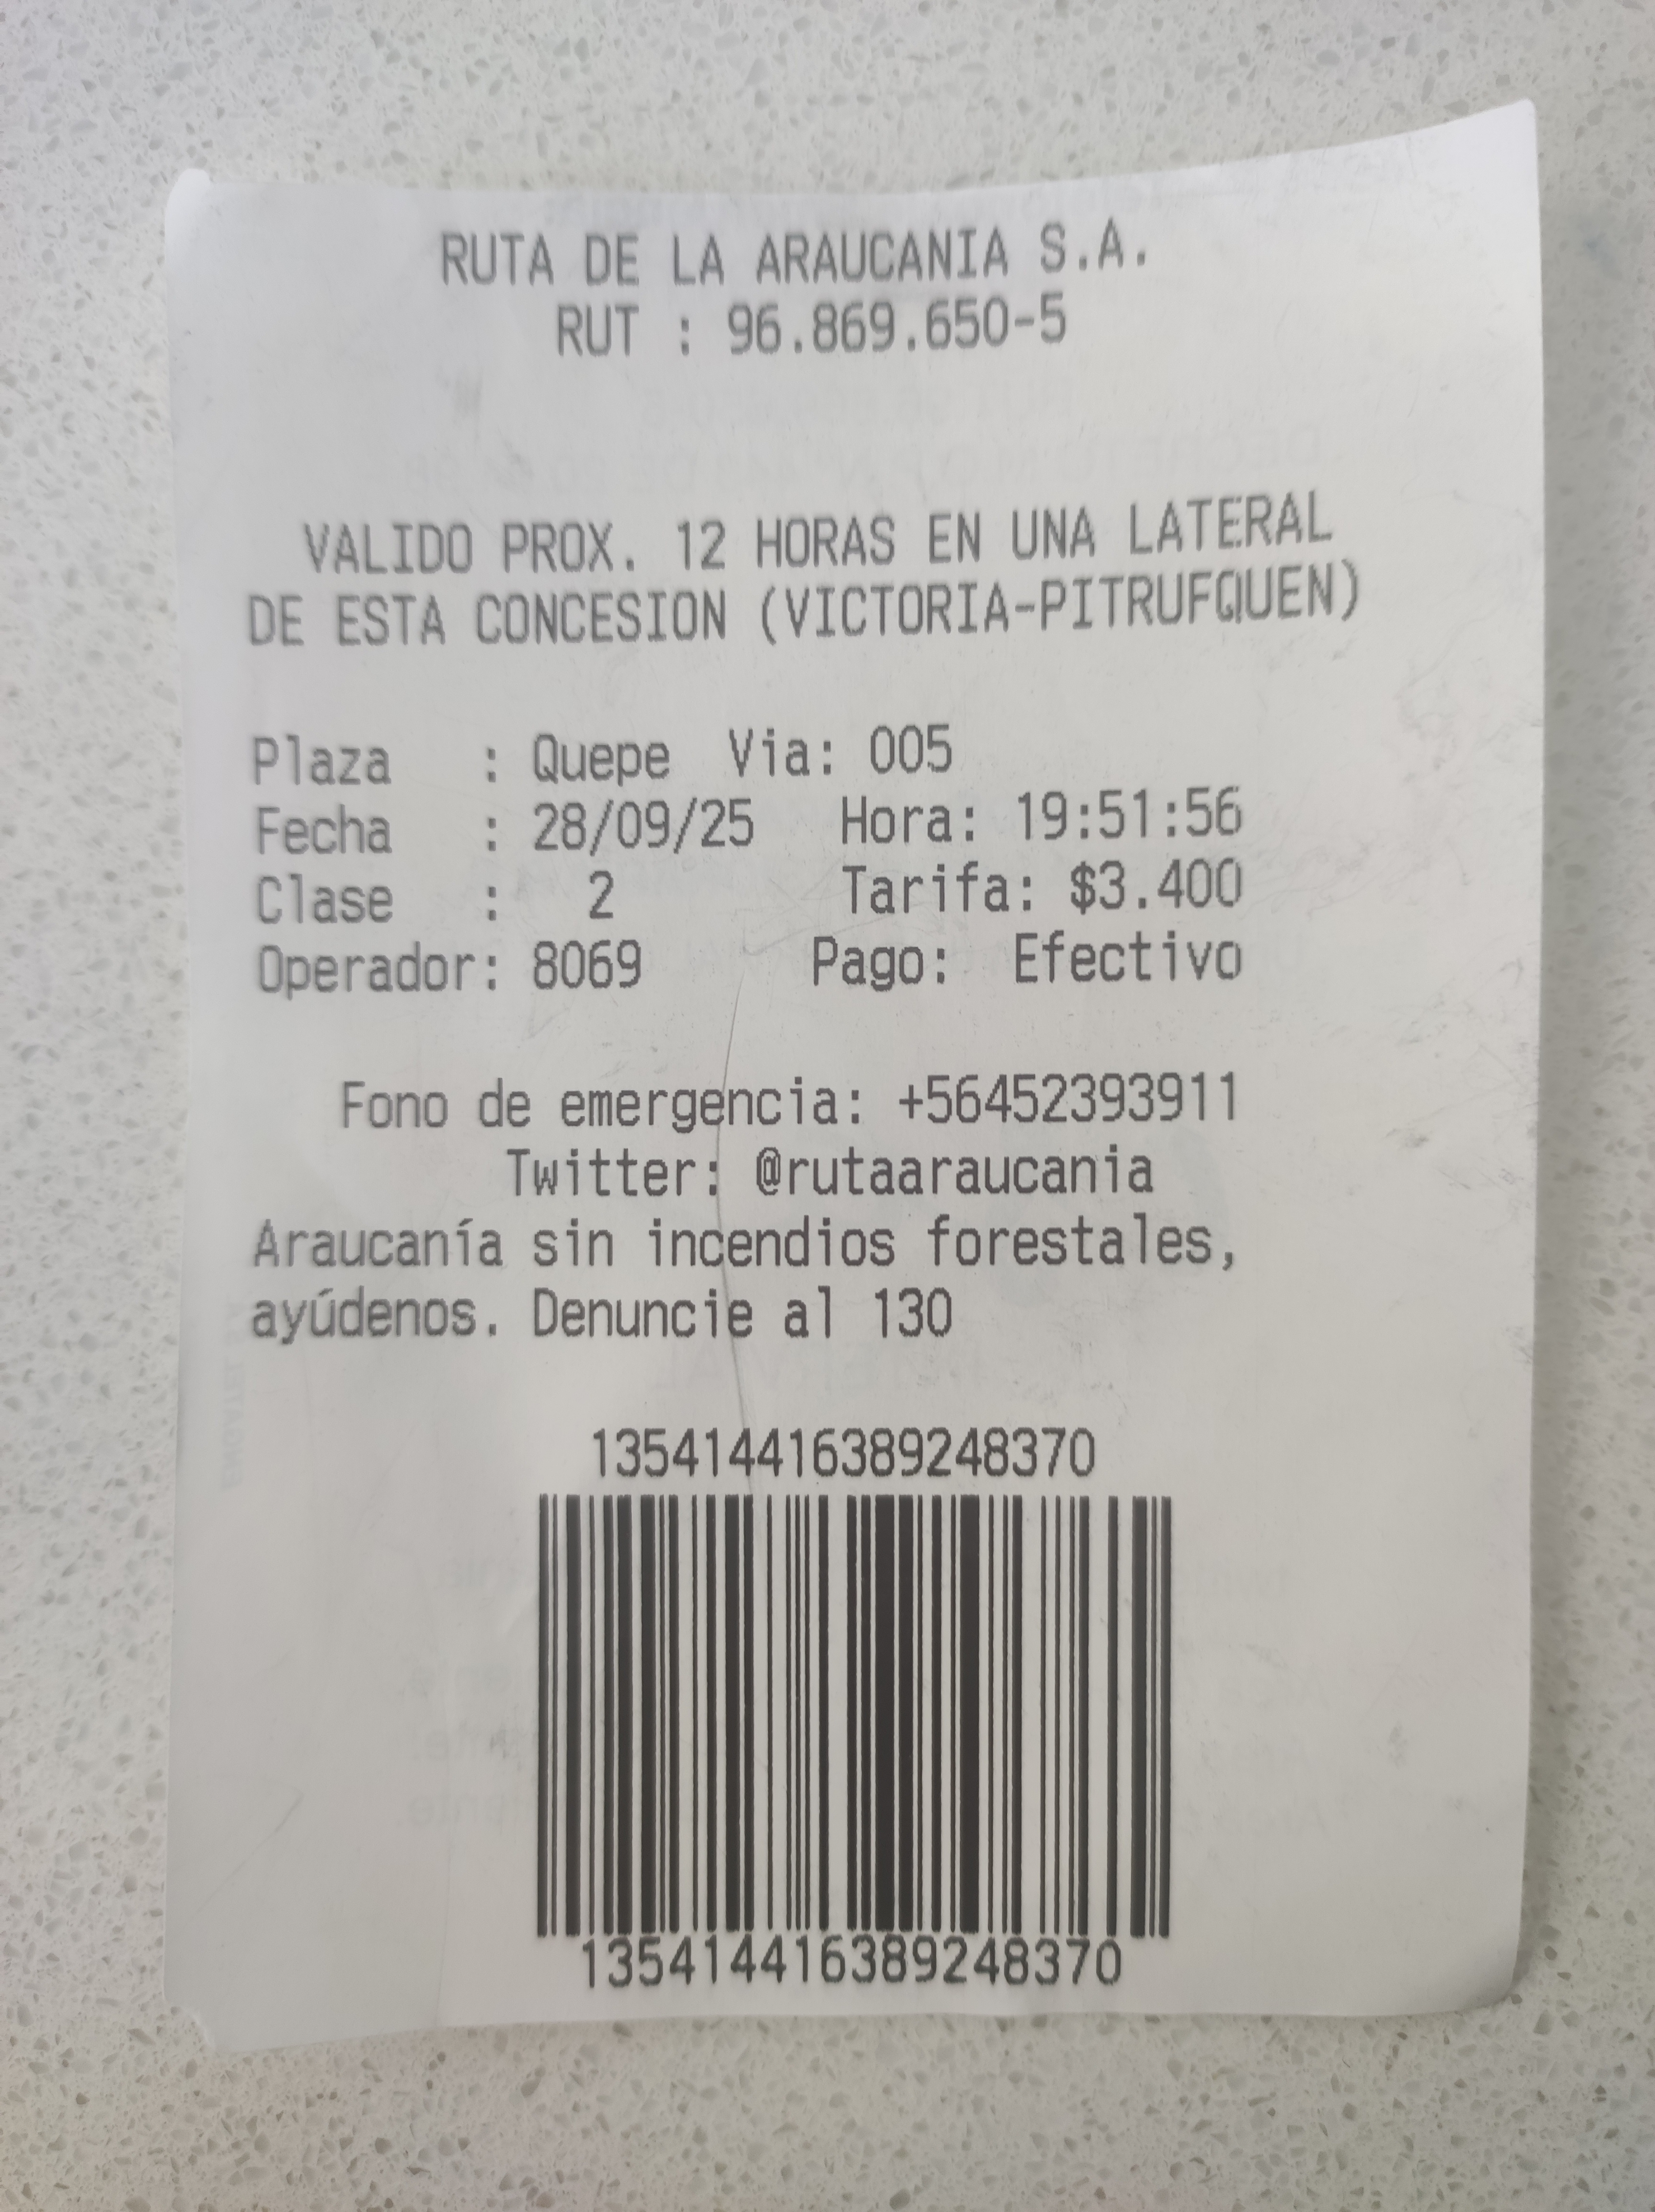 RUTA DE LA ARAUCANIA S.A.
RUT : 96.869.650-5
VALIDO PROX. 12 HORAS EN UNA LATERAL
DE ESTA CONCESION (VICTORIA-PITRUFQUEN)
Plaza : Quepe Via: 005
Fecha : 28/09/25 Hora: 19:51:56
Clase : 2 Tarifa: $3.400
Operador: 8069 Pago: Efectivo
Fono de emergencia: +56452393911
Twitter: @rutaaraucania
Araucanía sin incendios forestales,
ayúdenos. Denuncie al 130
135414416389248370
135414416389248370